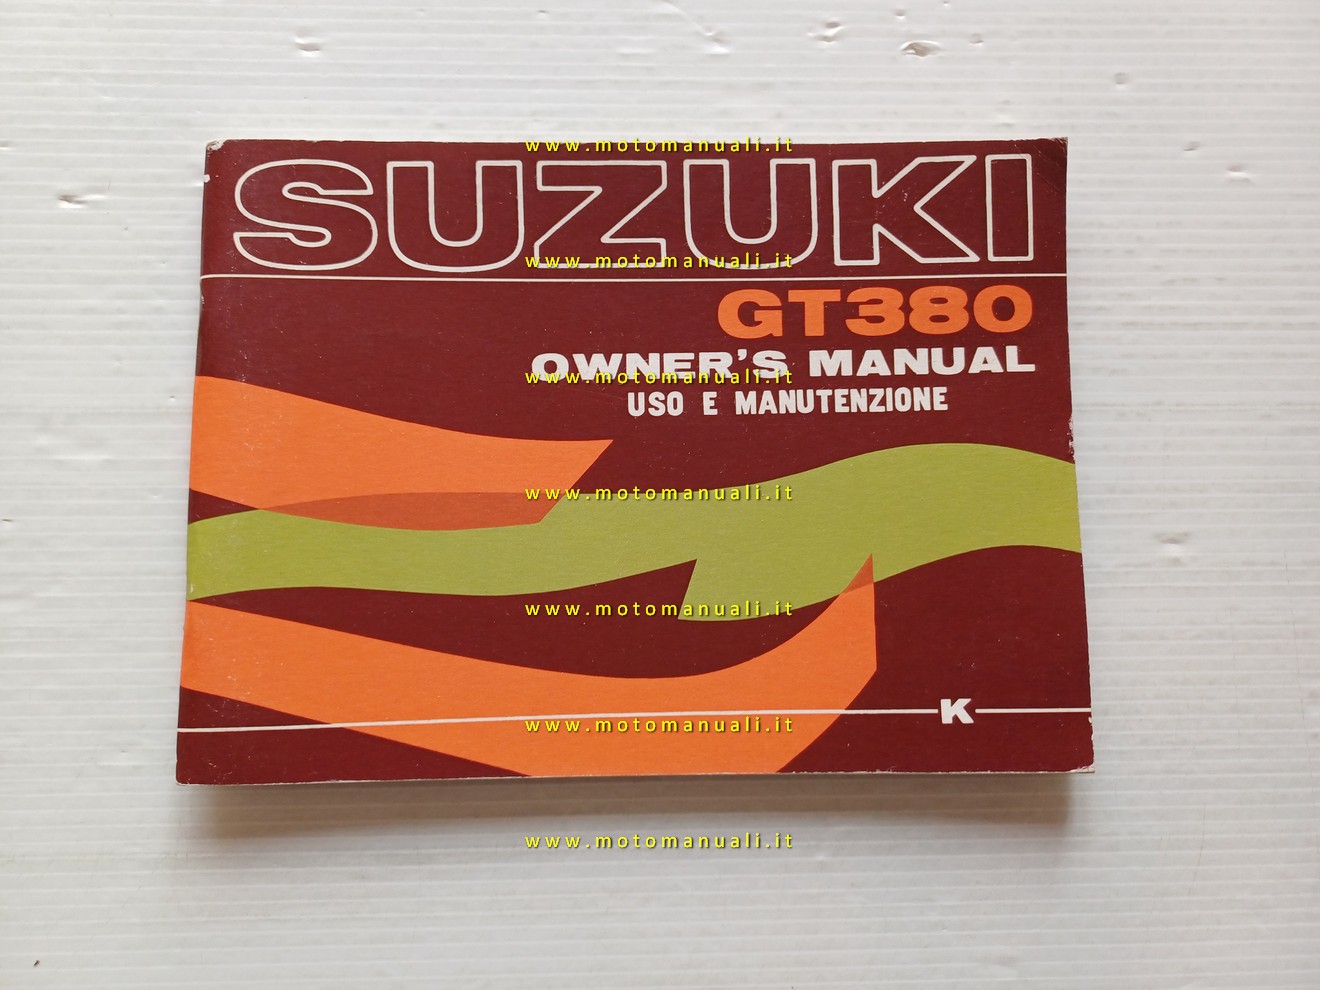 www.motomanuali.it
SUZUKI
www.motomanuali.it
GT380
OWNER'S MANUAL
www.motomanuali.it
USO E MANUTENZIONE
www.motomanuali.it
www.motomanuali.it
K
www.motomanuali.it
www.motomanuali.it